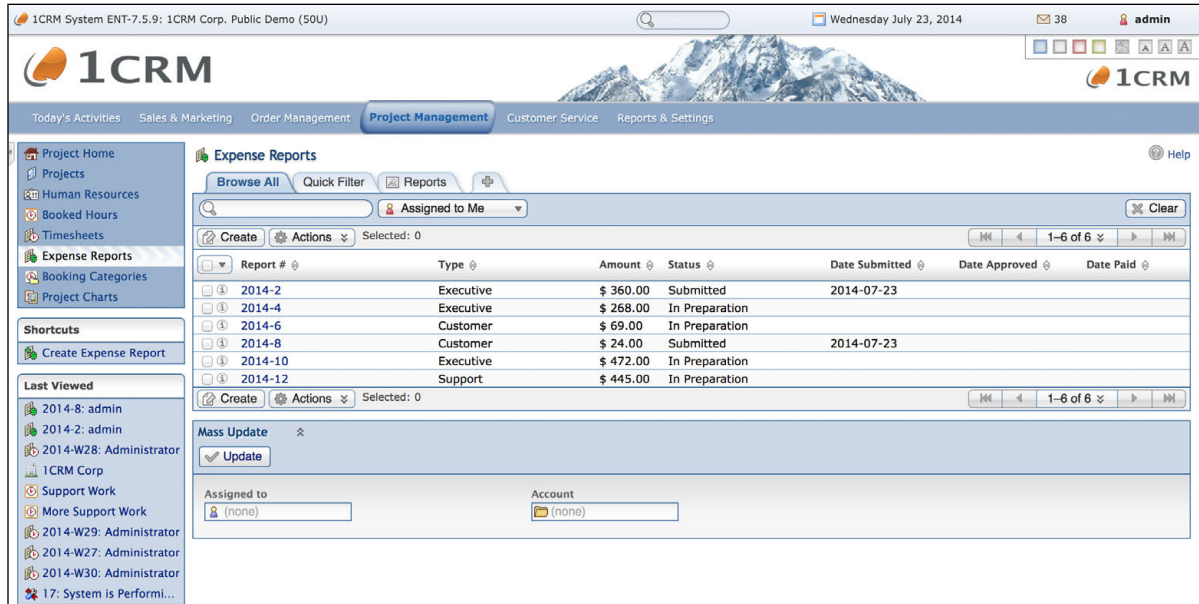 1CRM System ENT-7.5.9: 1CRM Corp. Public Demo (50U) Wednesday July 23, 2014 38 admin
1CRM A A A
1CRM
Today's Activities Sales & Marketing Order Management Project Management Customer Service Reports & Settings
Project Home
Projects
Human Resources
Booked Hours
Timesheets
Expense Reports
Booking Categories
Project Charts
Shortcuts
Create Expense Report
Last Viewed
2014-8: admin
2014-2: admin
2014-W28: Administrator
1CRM Corp
Support Work
More Support Work
2014-W29: Administrator
2014-W27: Administrator
2014-W30: Administrator
17: System is Performi...
Expense Reports Help
Browse All Quick Filter Reports
Assigned to Me Clear
Create Actions Selected: 0 1–6 of 6
Report # Type Amount Status Date Submitted Date Approved Date Paid
2014-2 Executive $ 360.00 Submitted 2014-07-23
2014-4 Executive $ 268.00 In Preparation
2014-6 Customer $ 69.00 In Preparation
2014-8 Customer $ 24.00 Submitted 2014-07-23
2014-10 Executive $ 472.00 In Preparation
2014-12 Support $ 445.00 In Preparation
Create Actions Selected: 0 1–6 of 6
Mass Update
Update
Assigned to Account
(none) (none)